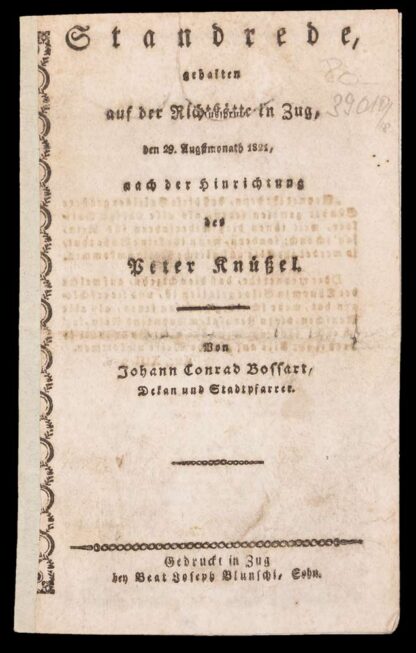 Standrede,
gehalten
auf der Richtstätte in Zug,
den 29. Augstmonath 1821,
nach der Hinrichtung
des
Peter Knüßel.
Von
Johann Conrad Bossart,
Dekan und Stadtpfarrer.
Gedruckt in Zug
bey Beat Joseph Blunschi, Sohn.